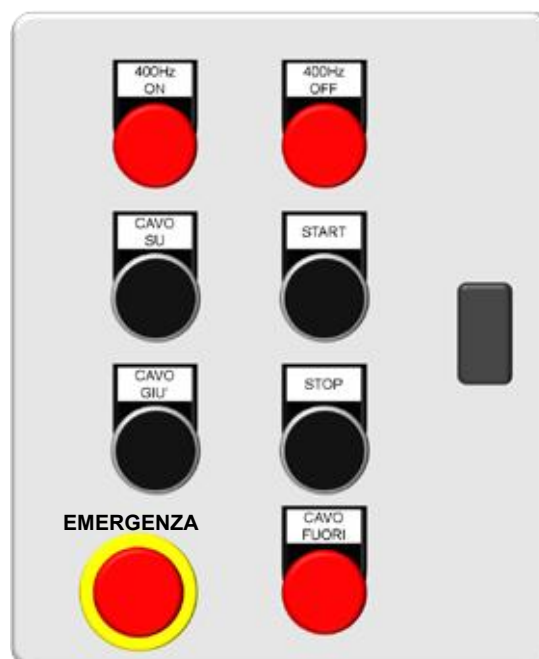 400Hz
ON
400Hz
OFF
CAVO
SU
START
CAVO
GIU'
STOP
EMERGENZA
CAVO
FUORI